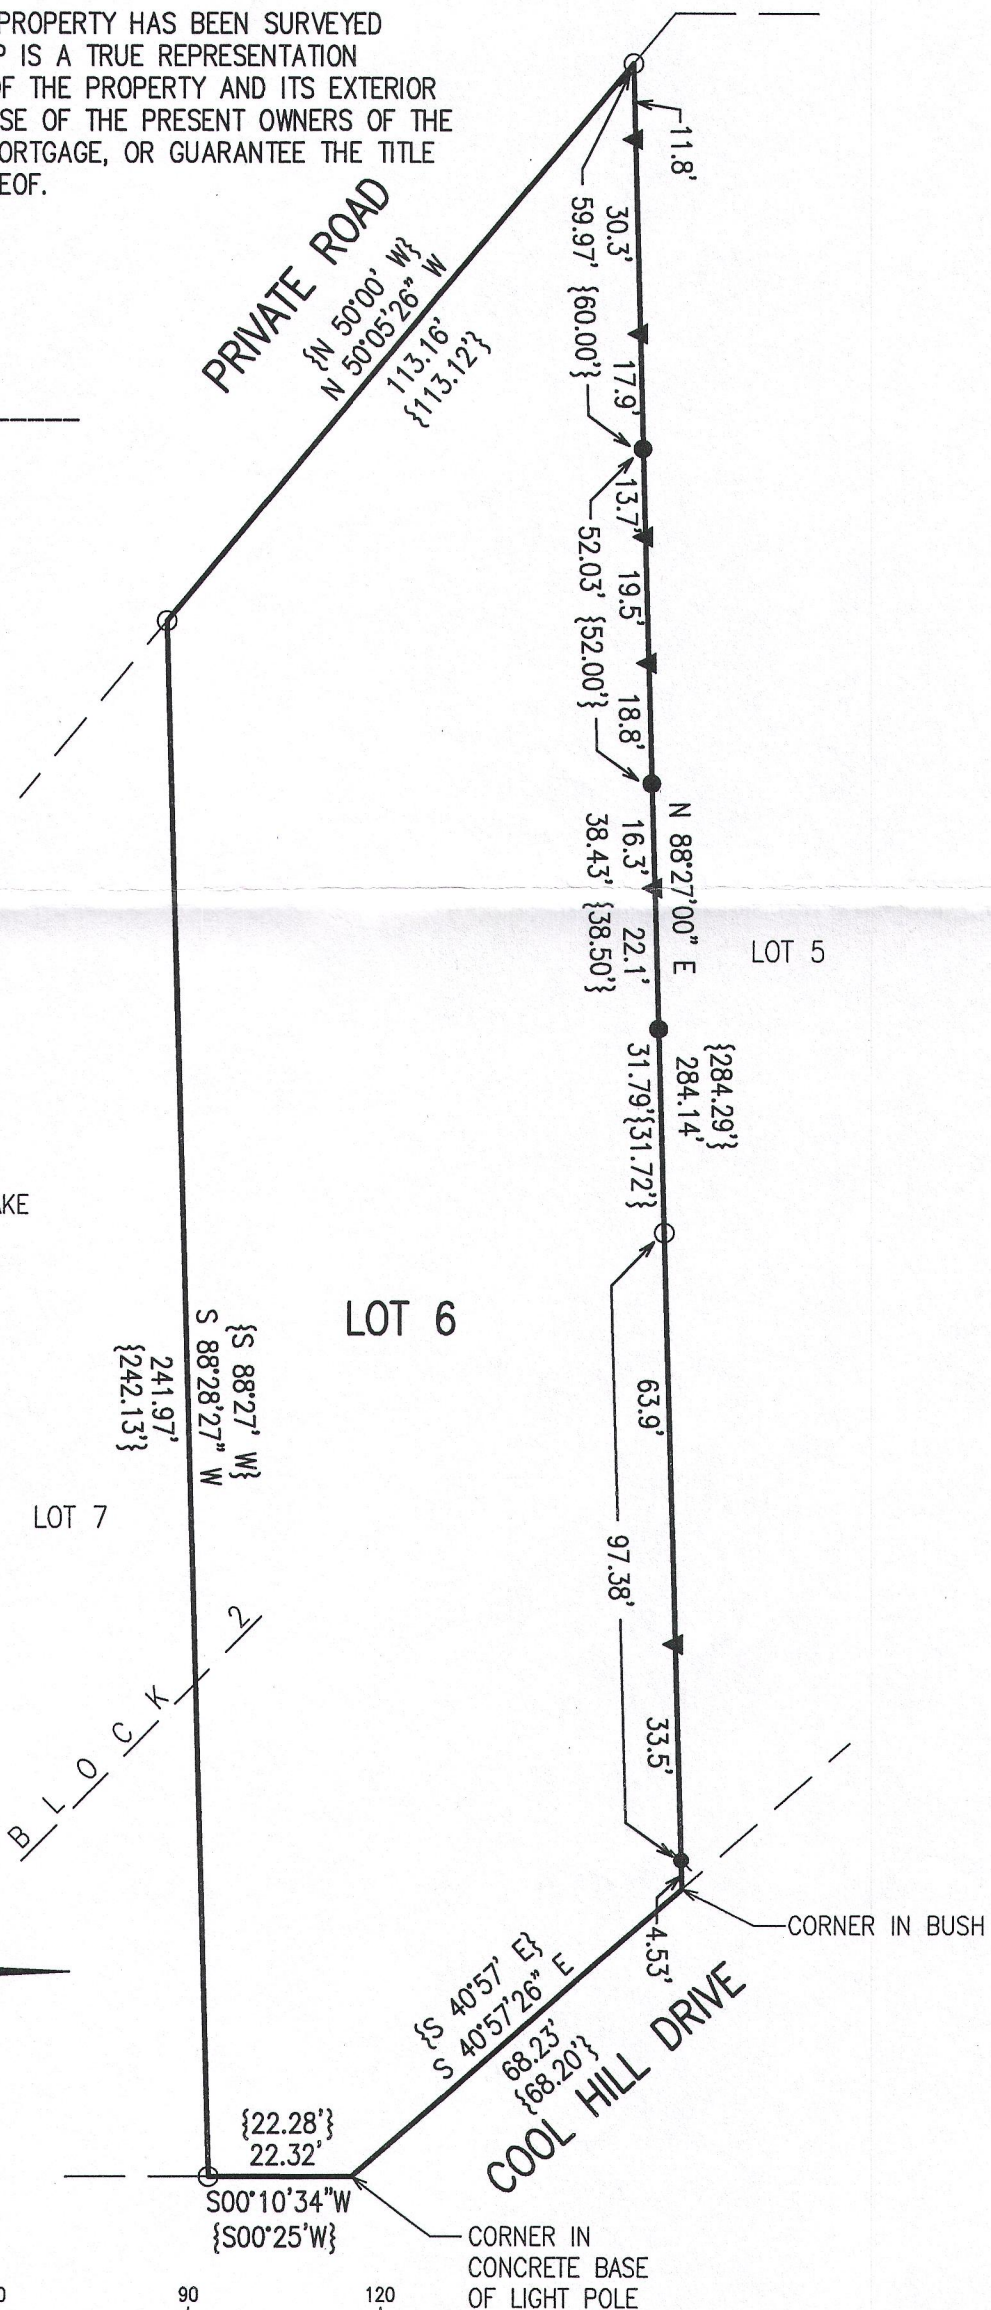 PROPERTY HAS BEEN SURVEYED
P IS A TRUE REPRESENTATION
OF THE PROPERTY AND ITS EXTERIOR
SE OF THE PRESENT OWNERS OF THE
ORTGAGE, OR GUARANTEE THE TITLE
EOF.
PRIVATE ROAD
{N 50°00' W}
N 50°05'26" W
113.16'
{113.12'}
11.8'
30.3'
59.97' {60.00'}
17.9'
13.7'
52.03' {52.00'}
19.5'
18.8'
N 88°27'00" E
16.3'
38.43' {38.50'}
22.1'
LOT 5
{284.29'}
284.14'
31.79'{31.72'}
AKE
LOT 6
{S 88°27' W}
S 88°28'27" W
241.97'
{242.13'}
63.9'
LOT 7
97.38'
BLOCK 2
33.5'
CORNER IN BUSH
4.53'
{S 40°57' E}
S 40°57'26" E
68.23'
{68.20'}
COOL HILL DRIVE
{22.28'}
22.32'
S00°10'34"W
{S00°25'W}
CORNER IN
CONCRETE BASE
OF LIGHT POLE
0 90 120